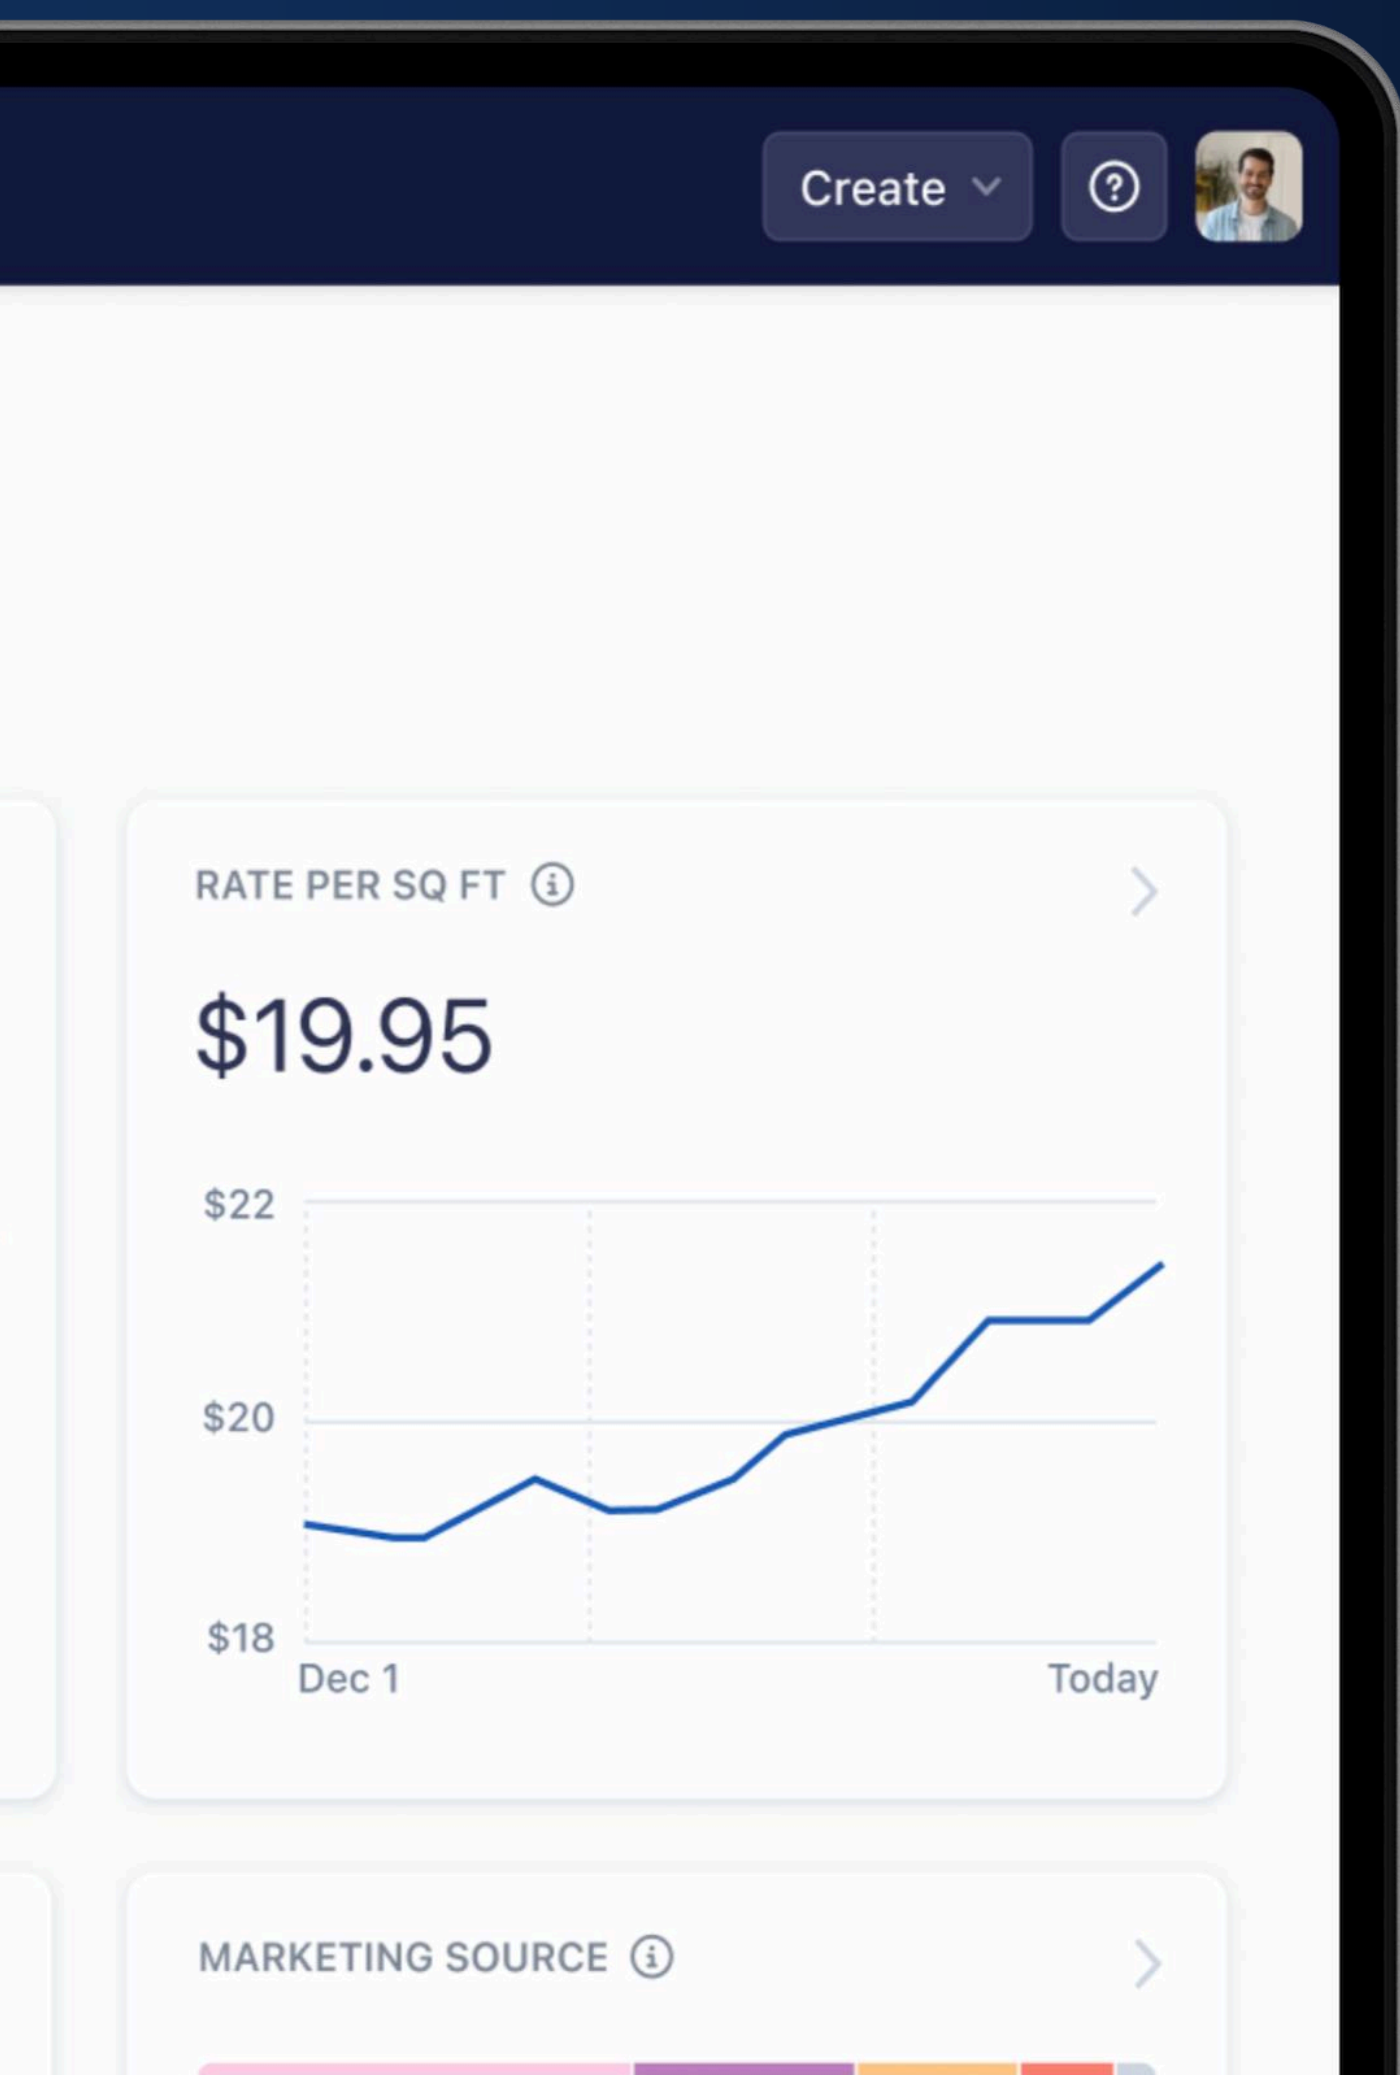 Create
RATE PER SQ FT
$19.95
$22
$20
$18
Dec 1
Today
MARKETING SOURCE